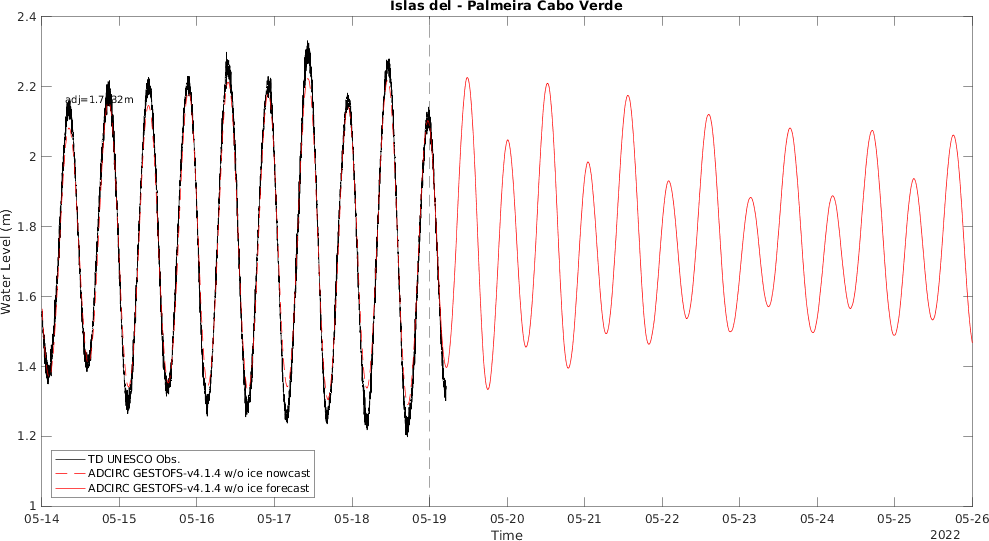 Islas del - Palmeira Cabo Verde
2.4
2.2
2
1.8
1.6
1.4
1.2
1
Water Level (m)
TD UNESCO Obs.
ADCIRC GESTOFS-v4.1.4 w/o ice nowcast
ADCIRC GESTOFS-v4.1.4 w/o ice forecast
05-14 05-15 05-16 05-17 05-18 05-19 05-20 05-21 05-22 05-23 05-24 05-25 05-26
Time
2022